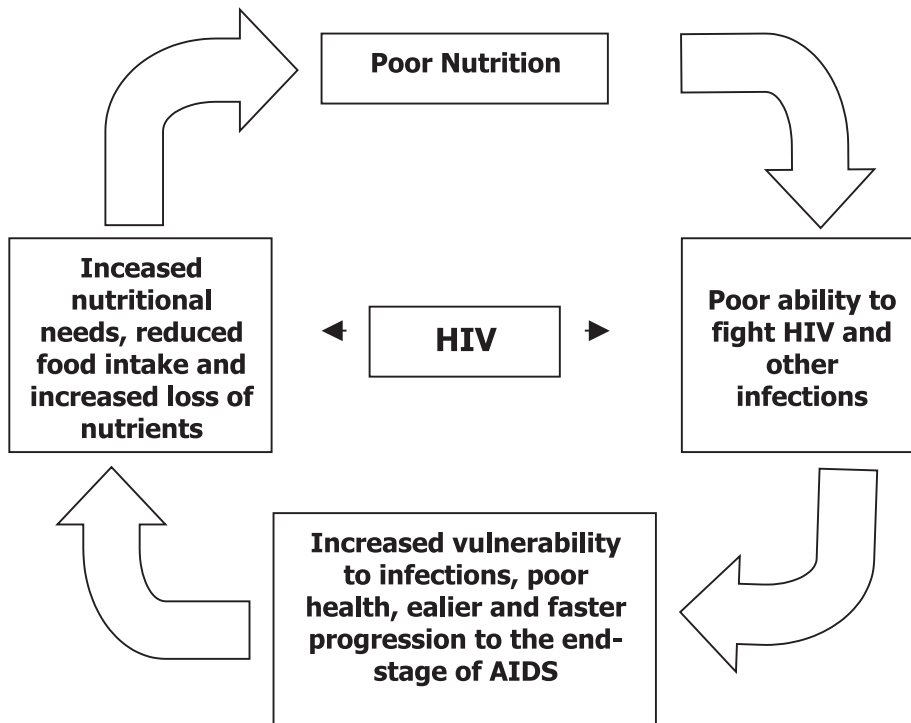 Poor Nutrition
Inceased
nutritional
needs, reduced
food intake and
increased loss of
nutrients
HIV
Poor ability to
fight HIV and
other
infections
Increased vulnerability
to infections, poor
health, ealier and faster
progression to the end-
stage of AIDS